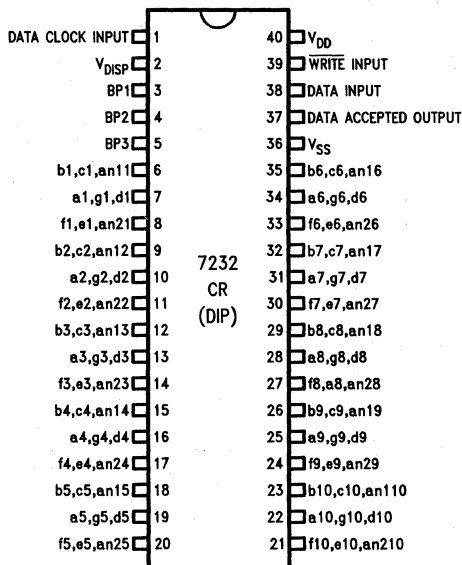 DATA CLOCK INPUT 1 40 VDD
VDISP 2 39 WRITE INPUT
BP1 3 38 DATA INPUT
BP2 4 37 DATA ACCEPTED OUTPUT
BP3 5 36 VSS
b1,c1,an11 6 35 b6,c6,an16
a1,g1,d1 7 34 a6,g6,d6
f1,e1,an21 8 33 f6,e6,an26
b2,c2,an12 9 32 b7,c7,an17
a2,g2,d2 10 31 a7,g7,d7
7232
f2,e2,an22 11 30 f7,e7,an27
CR
b3,c3,an13 12 29 b8,c8,an18
(DIP)
a3,g3,d3 13 28 a8,g8,d8
f3,e3,an23 14 27 f8,a8,an28
b4,c4,an14 15 26 b9,c9,an19
a4,g4,d4 16 25 a9,g9,d9
f4,e4,an24 17 24 f9,e9,an29
b5,c5,an15 18 23 b10,c10,an110
a5,g5,d5 19 22 a10,g10,d10
f5,e5,an25 20 21 f10,e10,an210